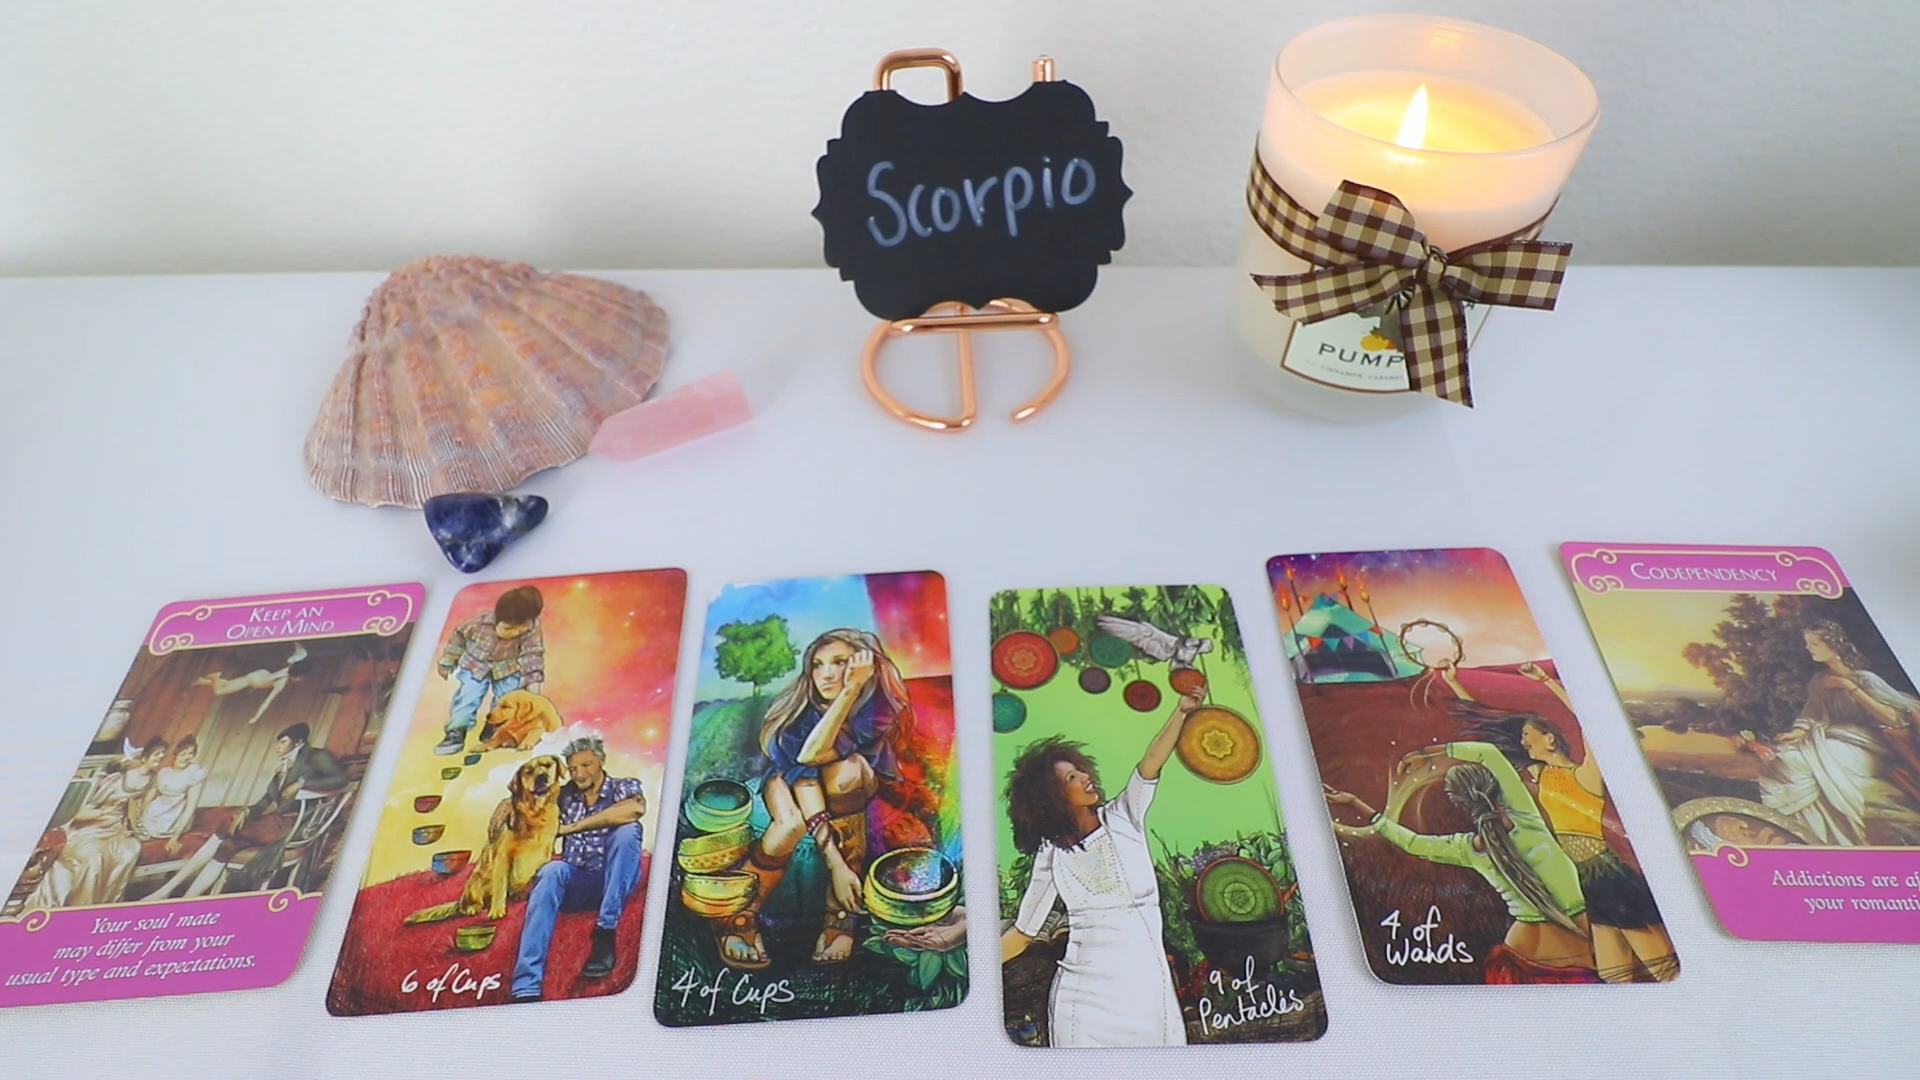 Scorpio
PUMP
KEEP AN
OPEN MIND
Your soul mate
may differ from your
usual type and expectations.
6 of Cups
4 of Cups
9 of
Pentacles
4 of
Wands
CODEPENDENCY
Addictions are
your romanti